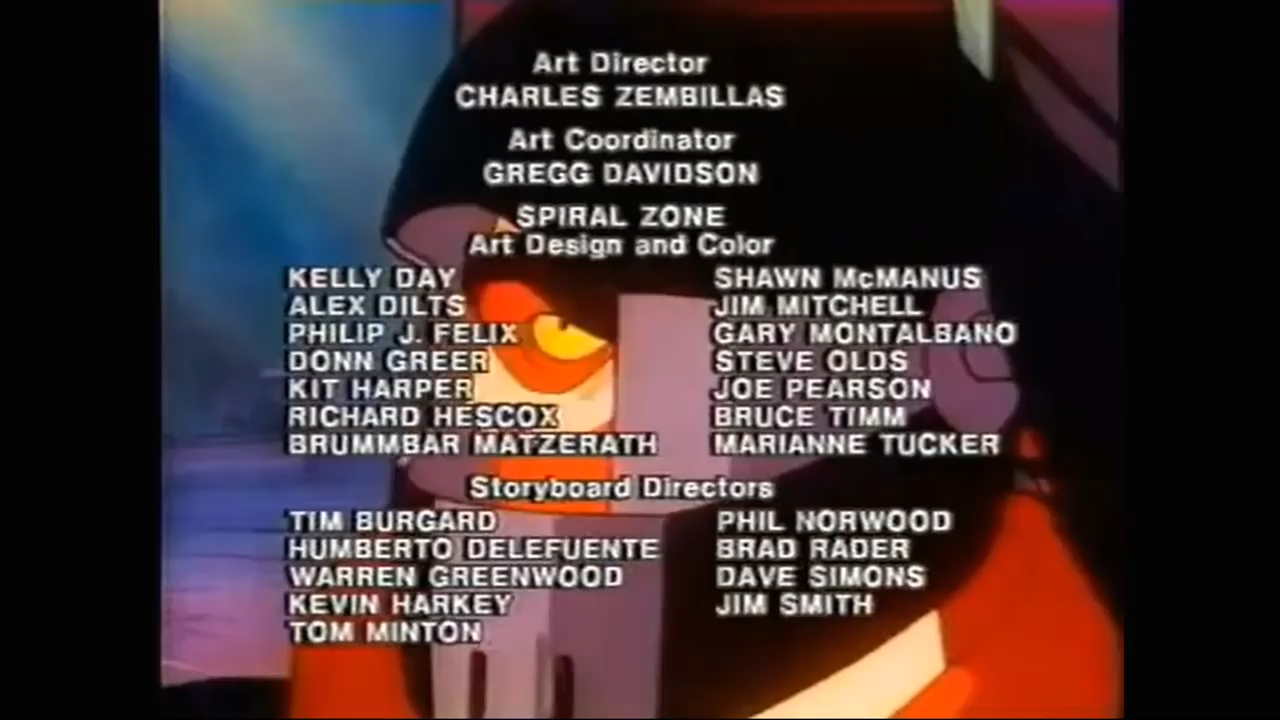 Art Director
CHARLES ZEMBILLAS
Art Coordinator
GREGG DAVIDSON
SPIRAL ZONE
Art Design and Color
KELLY DAY
ALEX DILTS
PHILIP J. FELIX
DONN GREER
KIT HARPER
RICHARD HESCOX
BRUMMBAR MATZERATH
SHAWN McMANUS
JIM MITCHELL
GARY MONTALBANO
STEVE OLDS
JOE PEARSON
BRUCE TIMM
MARIANNE TUCKER
Storyboard Directors
TIM BURGARD
HUMBERTO DELEFUENTE
WARREN GREENWOOD
KEVIN HARKEY
TOM MINTON
PHIL NORWOOD
BRAD RADER
DAVE SIMONS
JIM SMITH